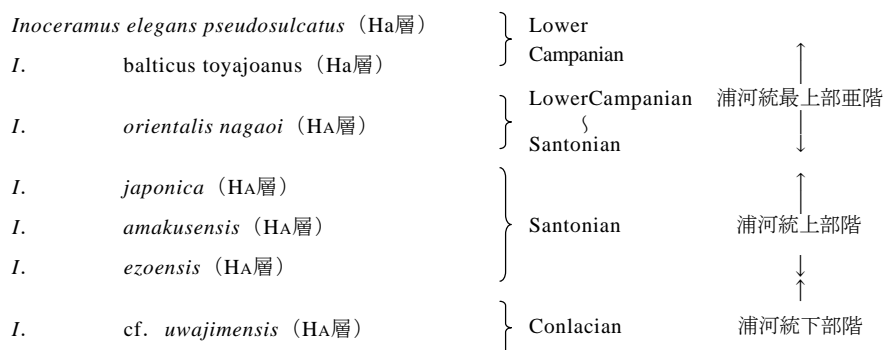 Inoceramus elegans pseudosulcatus（Ha層） Lower
Campanian
I. balticus toyajoanus（Ha層）
LowerCampanian 浦河統最上部亜階
I. orientalis nagaoi（HA層） 〜
Santonian
I. japonica（HA層）
I. amakusensis（HA層） Santonian 浦河統上部階
I. ezoensis（HA層）
I. cf. uwajimensis（HA層） Conlacian 浦河統下部階